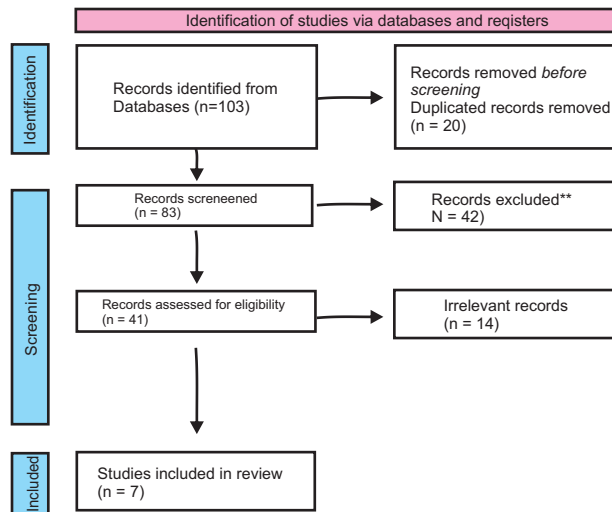 Identification of studies via databases and reqisters
Identification
Records identified from
Databases (n=103)
Records removed before
screening
Duplicated records removed
(n = 20)
Screening
Records screneened
(n = 83)
Records excluded**
N = 42)
Records assessed for eligibility
(n = 41)
Irrelevant records
(n = 14)
Included
Studies included in review
(n = 7)